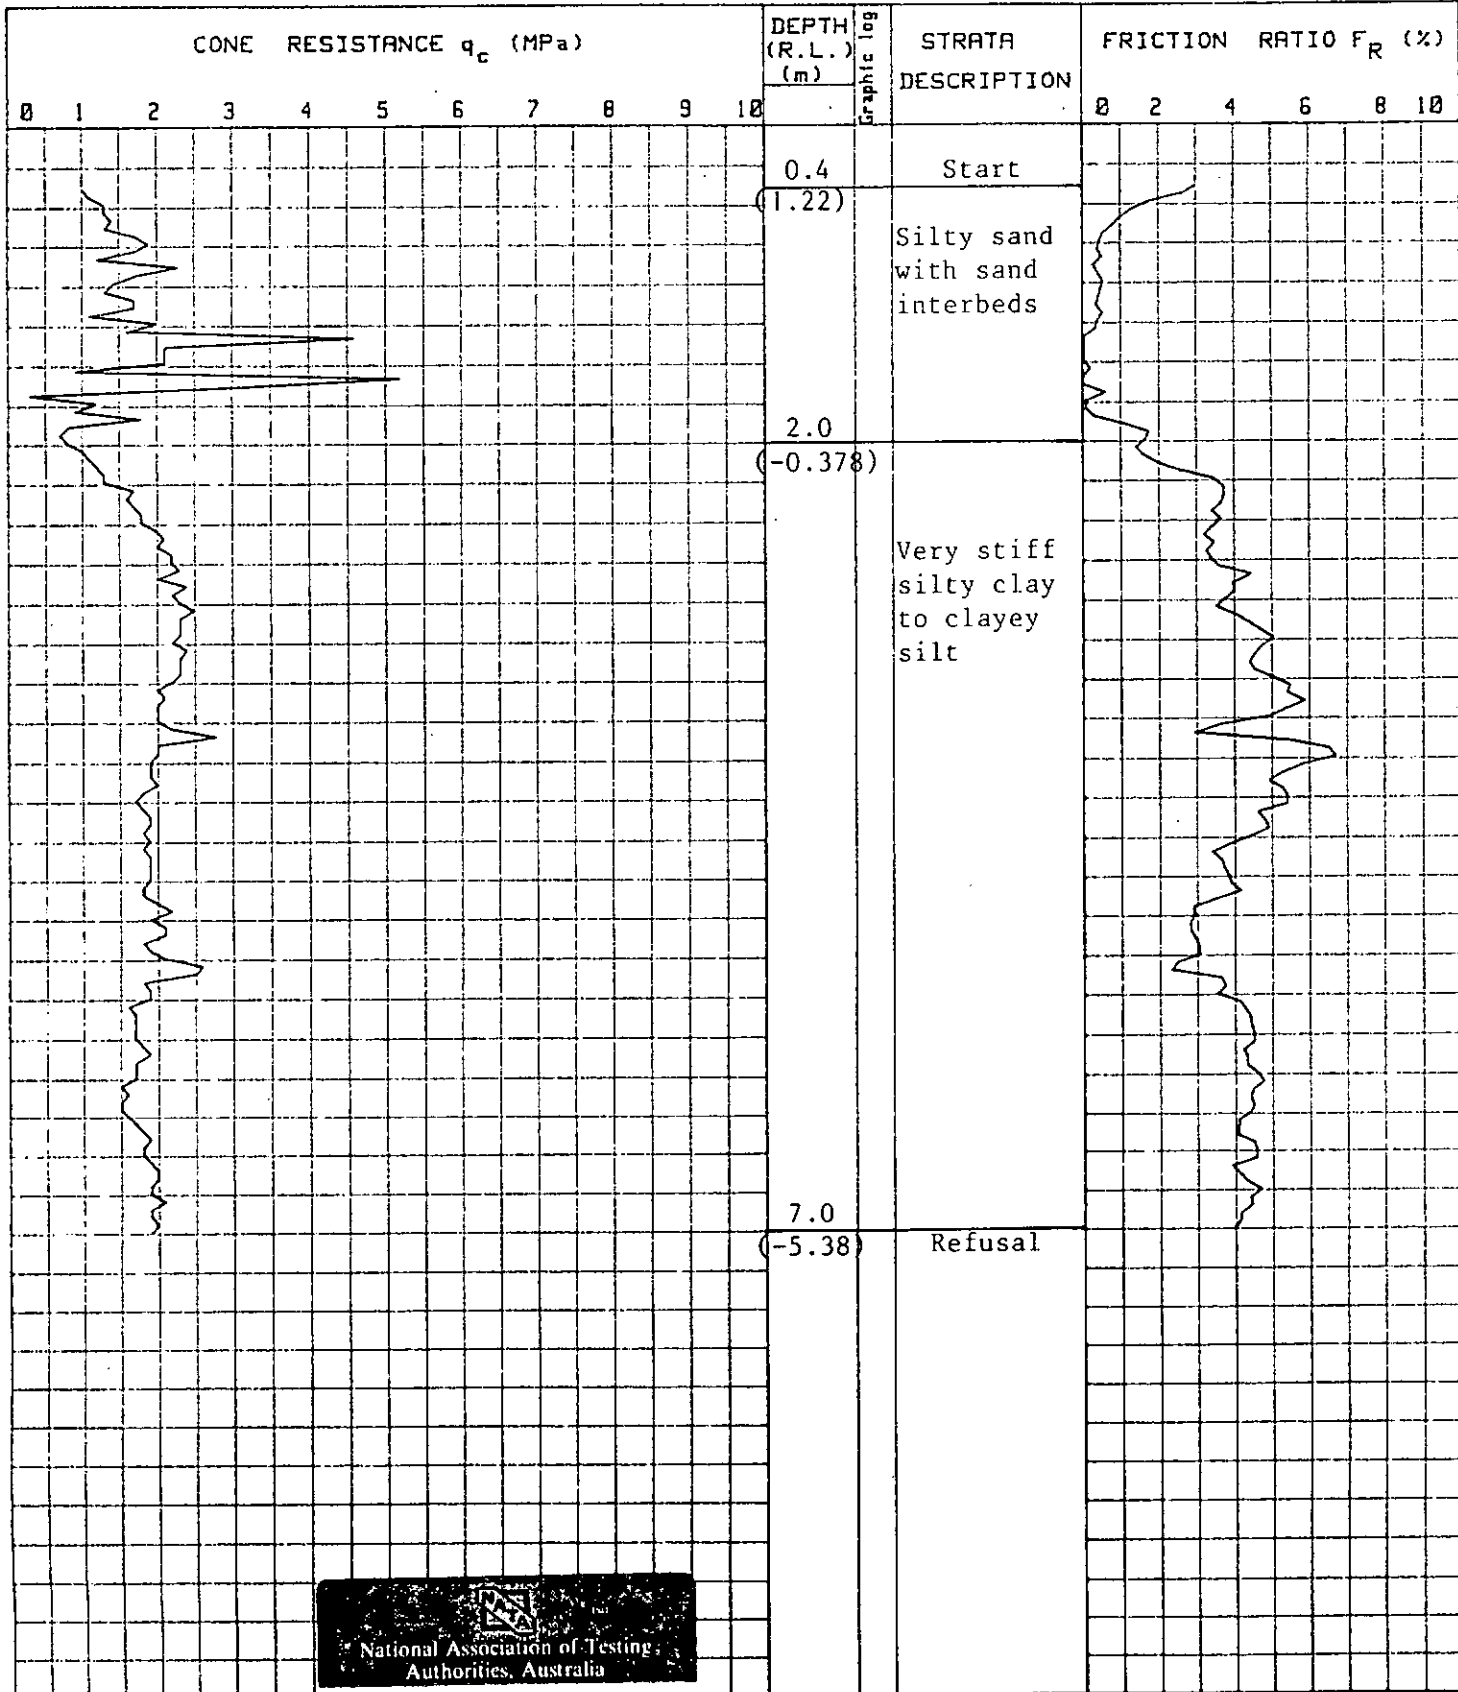 CONE RESISTANCE qc (MPa)
0 1 2 3 4 5 6 7 8 9 10
DEPTH
(R.L.)
(m)
Graphic log
STRATA
DESCRIPTION
FRICTION RATIO FR (%)
0 2 4 6 8 10
0.4
(1.22)
Start
Silty sand
with sand
interbeds
2.0
(-0.378)
Very stiff
silty clay
to clayey
silt
7.0
(-5.38)
Refusal
NATA
National Association of Testing
Authorities, Australia